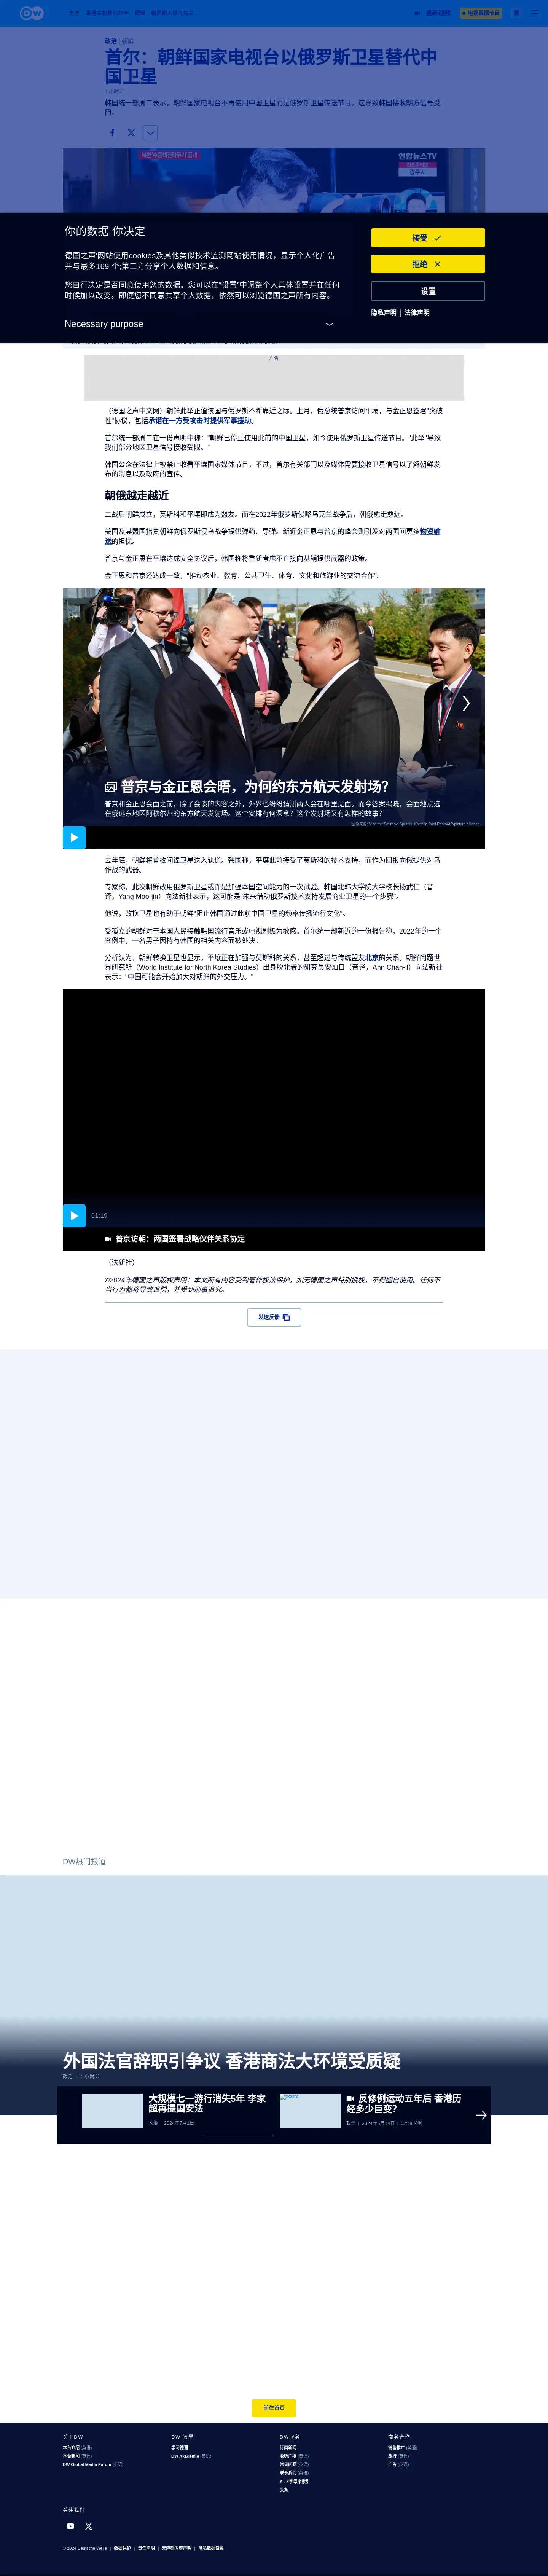 政治 | 朝鲜
首尔：朝鲜国家电视台以俄罗斯卫星替代中
国卫星
4 小时前
韩国统一部周二表示，朝鲜国家电视台不再使用中国卫星而是俄罗斯卫星传送节目。这导致韩国接收朝方信号受
阻。
연합뉴스TV
공주시
你的数据 你决定
德国之声'网站使用cookies及其他类似技术监测网站使用情况，显示个人化广告
并与最多169 个;第三方分享个人数据和信息。
您自行决定是否同意使用您的数据。您可以在"设置"中调整个人具体设置并在任何
时候加以改变。即便您不同意共享个人数据，依然可以浏览德国之声所有内容。
Necessary purpose
接受
拒绝
设置
隐私声明 | 法律声明
广告
（德国之声中文网）朝鲜此举正值该国与俄罗斯不断靠近之际。上月，俄总统普京访问平壤，与金正恩签署"突破
性"协议，包括承诺在一方受攻击时提供军事援助。
首尔统一部周二在一份声明中称："朝鲜已停止使用此前的中国卫星，如今使用俄罗斯卫星传送节目。"此举"导致
我们部分地区卫星信号接收受限。"
韩国公众在法律上被禁止收看平壤国家媒体节目，不过，首尔有关部门以及媒体需要接收卫星信号以了解朝鲜发
布的消息以及政府的宣传。
朝俄越走越近
二战后朝鲜成立，莫斯科和平壤即成为盟友。而在2022年俄罗斯侵略乌克兰战争后，朝俄愈走愈近。
美国及其盟国指责朝鲜向俄罗斯侵乌战争提供弹药、导弹。新近金正恩与普京的峰会则引发对两国间更多物资输
送的担忧。
普京与金正恩在平壤达成安全协议后，韩国称将重新考虑不直接向基辅提供武器的政策。
金正恩和普京还达成一致，"推动农业、教育、公共卫生、体育、文化和旅游业的交流合作"。
普京与金正恩会晤，为何约东方航天发射场？
普京和金正恩会面之前，除了会谈的内容之外，外界也纷纷猜测两人会在哪里见面。而今答案揭晓，会面地点选
在俄远东地区阿穆尔州的东方航天发射场。这个安排有何深意？这个发射场又有怎样的故事？
去年底，朝鲜将首枚间谍卫星送入轨道。韩国称，平壤此前接受了莫斯科的技术支持，而作为回报向俄提供对乌
作战的武器。
专家称，此次朝鲜改用俄罗斯卫星或许是加强本国空间能力的一次试验。韩国北韩大学院大学校长杨武仁（音
译，Yang Moo-jin）向法新社表示，这可能是"未来借助俄罗斯技术支持发展商业卫星的一个步骤"。
他说，改换卫星也有助于朝鲜"阻止韩国通过此前中国卫星的频率传播流行文化"。
受孤立的朝鲜对于本国人民接触韩国流行音乐或电视剧极为敏感。首尔统一部新近的一份报告称，2022年的一个
案例中，一名男子因持有韩国的相关内容而被处决。
分析认为，朝鲜转换卫星也显示，平壤正在加强与莫斯科的关系，甚至超过与传统盟友北京的关系。朝鲜问题世
界研究所（World Institute for North Korea Studies）出身脱北者的研究员安灿日（音译，Ahn Chan-il）向法新社
表示："中国可能会开始加大对朝鲜的外交压力。"
01:19
普京访朝：两国签署战略伙伴关系协定
（法新社）
©2024年德国之声版权声明：本文所有内容受到著作权法保护，如无德国之声特别授权，不得擅自使用。任何不
当行为都将导致追偿，并受到刑事追究。
发送反馈
DW热门报道
外国法官辞职引争议 香港商法大环境受质疑
政治 | 7 小时前
大规模七一游行消失5年 李家
超再提国安法
政治 | 2024年7月1日
反修例运动五年后 香港历
经多少巨变？
政治 | 2024年6月14日 | 02:46 分钟
前往首页
关于DW
本台介绍 (英语)
本台新闻 (英语)
DW Global Media Forum (英语)
DW 教学
学习德语
DW Akademie (英语)
DW服务
订阅新闻
收听广播 (英语)
常见问题 (英语)
联系我们 (英语)
A - Z字母序索引
头条
商务合作
销售推广 (英语)
旅行 (英语)
广告 (英语)
关注我们
© 2024 Deutsche Welle | 数据保护 | 责任声明 | 无障碍内容声明 | 隐私数据设置